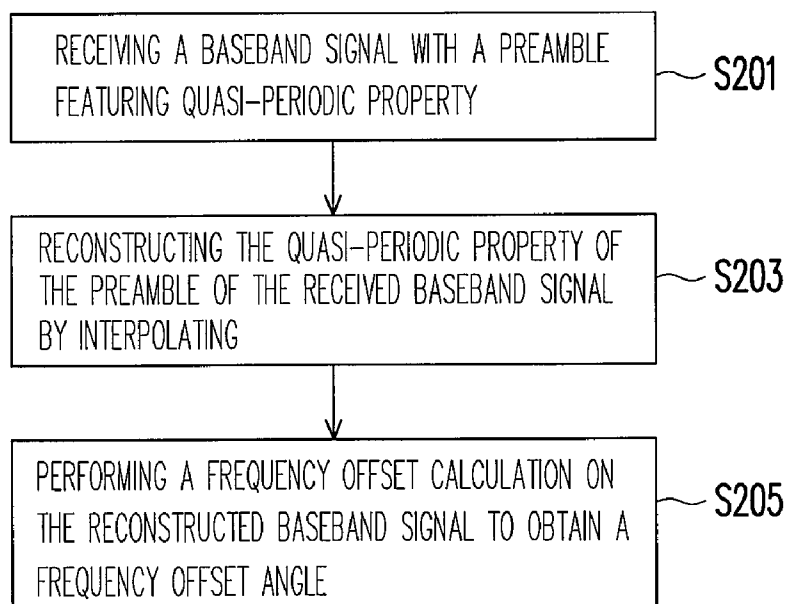 RECEIVING A BASEBAND SIGNAL WITH A PREAMBLE
FEATURING QUASI-PERIODIC PROPERTY
S201
RECONSTRUCTING THE QUASI-PERIODIC PROPERTY OF
THE PREAMBLE OF THE RECEIVED BASEBAND SIGNAL
BY INTERPOLATING
S203
PERFORMING A FREQUENCY OFFSET CALCULATION ON
THE RECONSTRUCTED BASEBAND SIGNAL TO OBTAIN A
FREQUENCY OFFSET ANGLE
S205